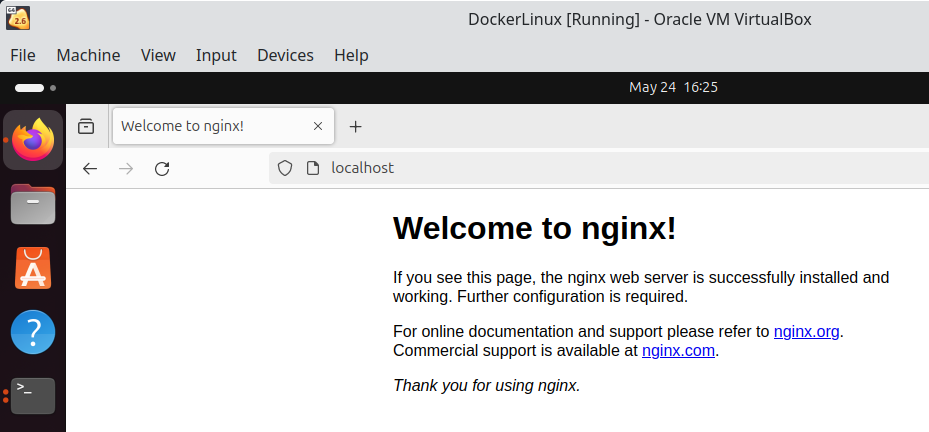 DockerLinux [Running] - Oracle VM VirtualBox
File Machine View Input Devices Help
May 24 16:25
Welcome to nginx!
localhost
Welcome to nginx!
If you see this page, the nginx web server is successfully installed and
working. Further configuration is required.
For online documentation and support please refer to nginx.org.
Commercial support is available at nginx.com.
Thank you for using nginx.